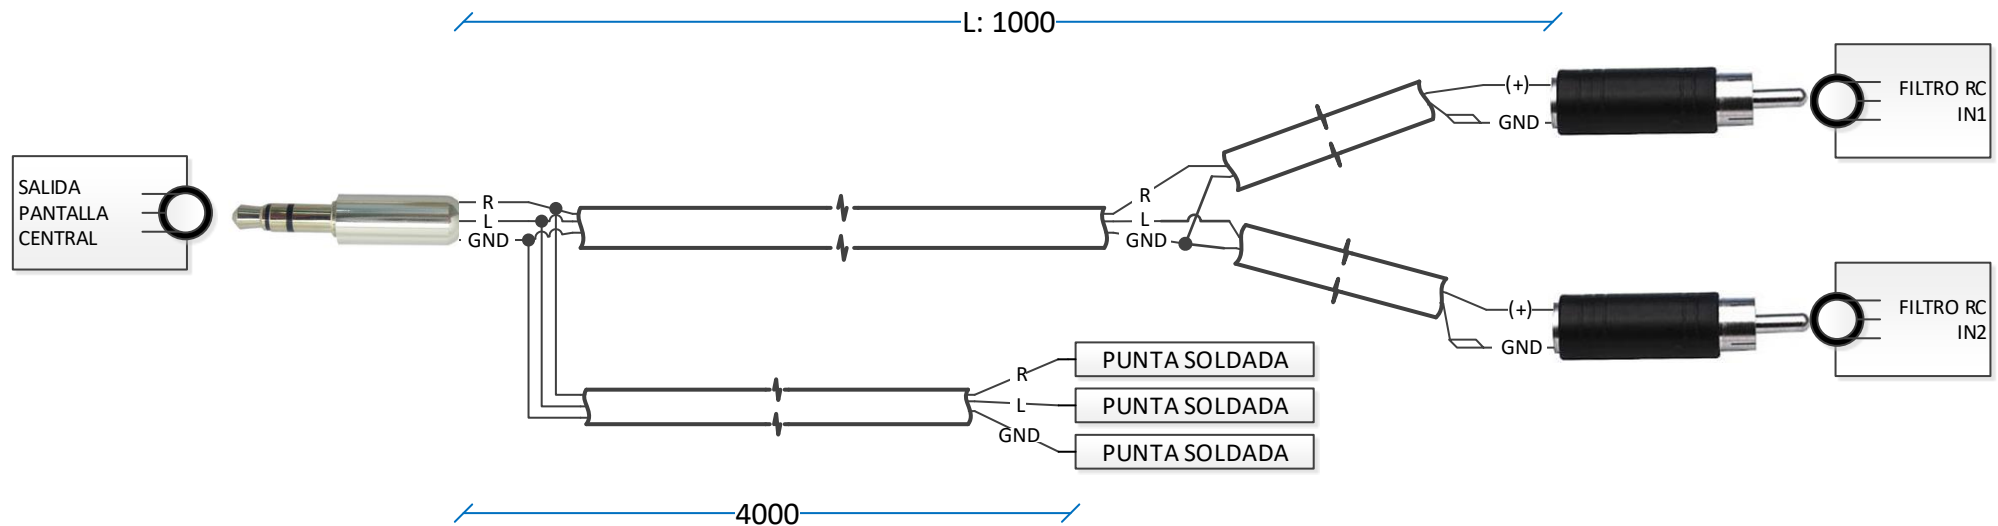 L: 1000
SALIDA
PANTALLA
CENTRAL
R
L
GND
R
L
GND
(+)
GND
FILTRO RC
IN1
(+)
GND
FILTRO RC
IN2
R
PUNTA SOLDADA
L
PUNTA SOLDADA
GND
PUNTA SOLDADA
4000